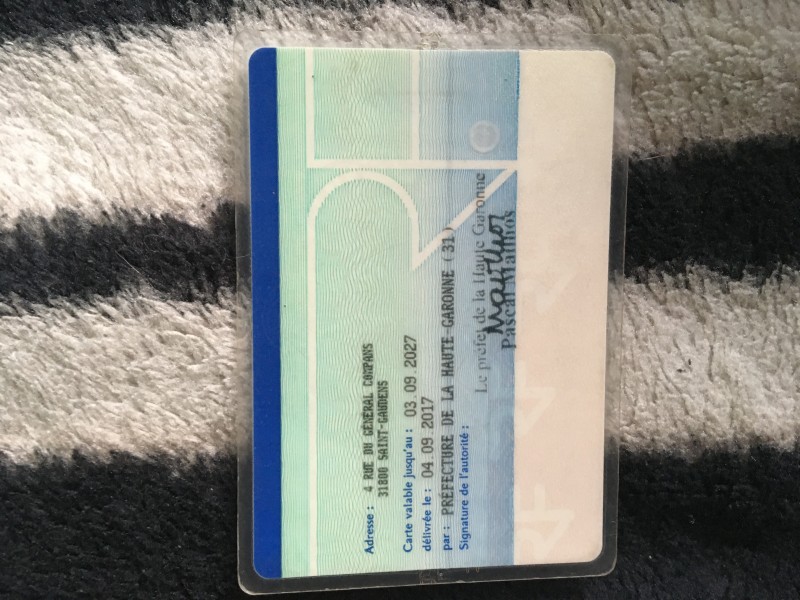 Adresse : 4 RUE DU GÉNÉRAL COMPANS
31800 SAINT-GAUDENS
Carte valable jusqu'au : 03.09.2027
délivrée le : 04.09.2017
par : PRÉFECTURE DE LA HAUTE-GARONNE (31)
Signature de l'autorité :
Le préfet de la Haute Garonne
Pascal Mailhos
RF